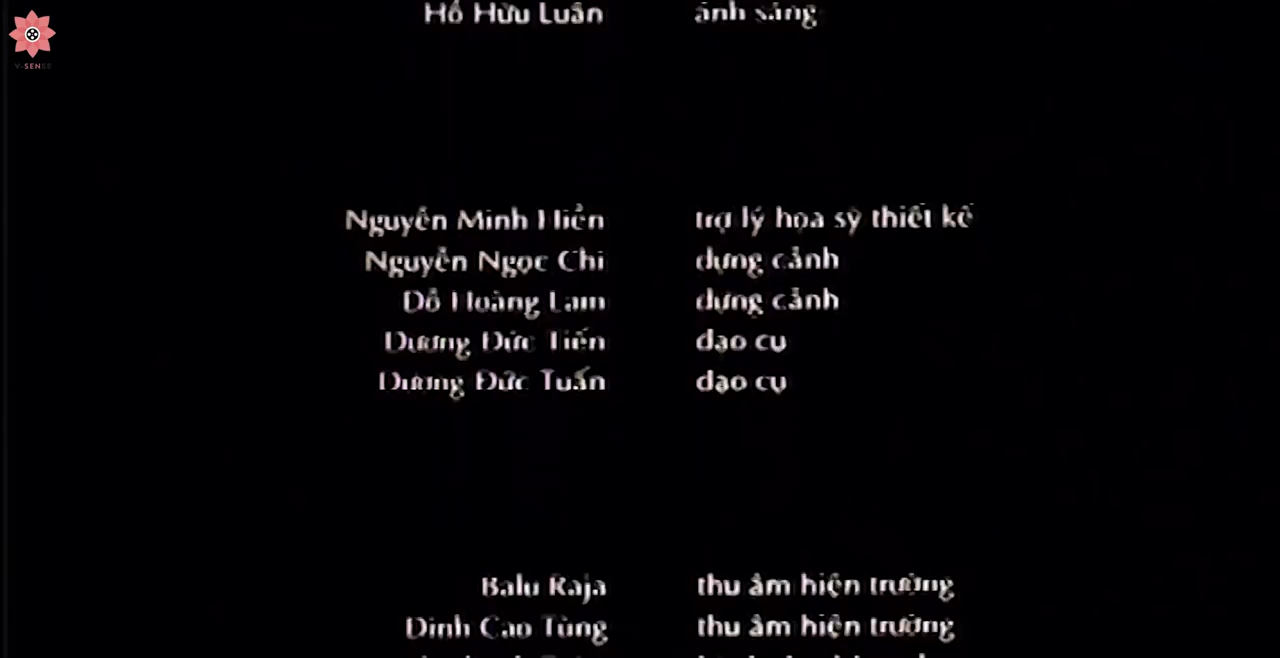 V-SENSE
Hồ Hữu Luân ánh sáng
Nguyễn Minh Hiền trợ lý họa sỹ thiết kế
Nguyễn Ngọc Chi dựng cảnh
Đỗ Hoàng Lam dựng cảnh
Dương Đức Tiến đạo cụ
Dương Đức Tuấn đạo cụ
Balu Raja thu âm hiện trường
Đinh Cao Tùng thu âm hiện trường